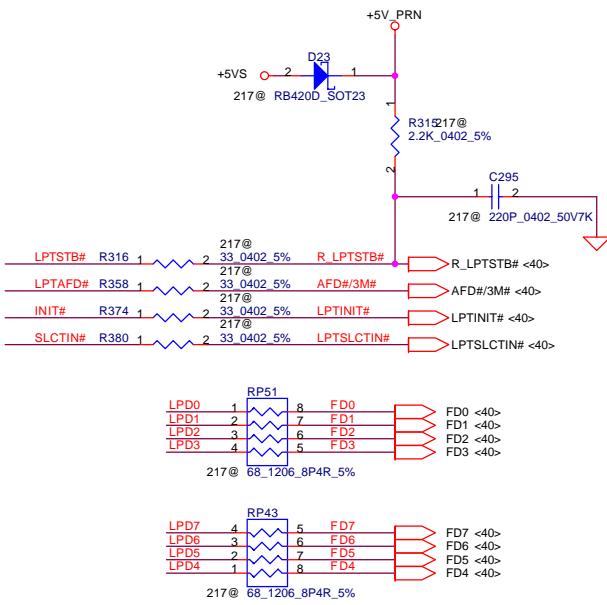 +5V_PRN
D23
+5VS 2 1
217@ RB420D_SOT23
1
R315 217@
2.2K_0402_5%
2
C295
1 2
217@ 220P_0402_50V7K
217@
LPTSTB# R316 1 2 33_0402_5% R_LPTSTB# R_LPTSTB# <40>
217@
LPTAFD# R358 1 2 33_0402_5% AFD#/3M# AFD#/3M# <40>
217@
INIT# R374 1 2 33_0402_5% LPTINIT# LPTINIT# <40>
217@
SLCTIN# R380 1 2 33_0402_5% LPTSLCTIN# LPTSLCTIN# <40>
RP51
LPD0 1 8 FD0 FD0 <40>
LPD1 2 7 FD1 FD1 <40>
LPD2 3 6 FD2 FD2 <40>
LPD3 4 5 FD3 FD3 <40>
217@ 68_1206_8P4R_5%
RP43
LPD7 4 5 FD7 FD7 <40>
LPD6 3 6 FD6 FD6 <40>
LPD5 2 7 FD5 FD5 <40>
LPD4 1 8 FD4 FD4 <40>
217@ 68_1206_8P4R_5%